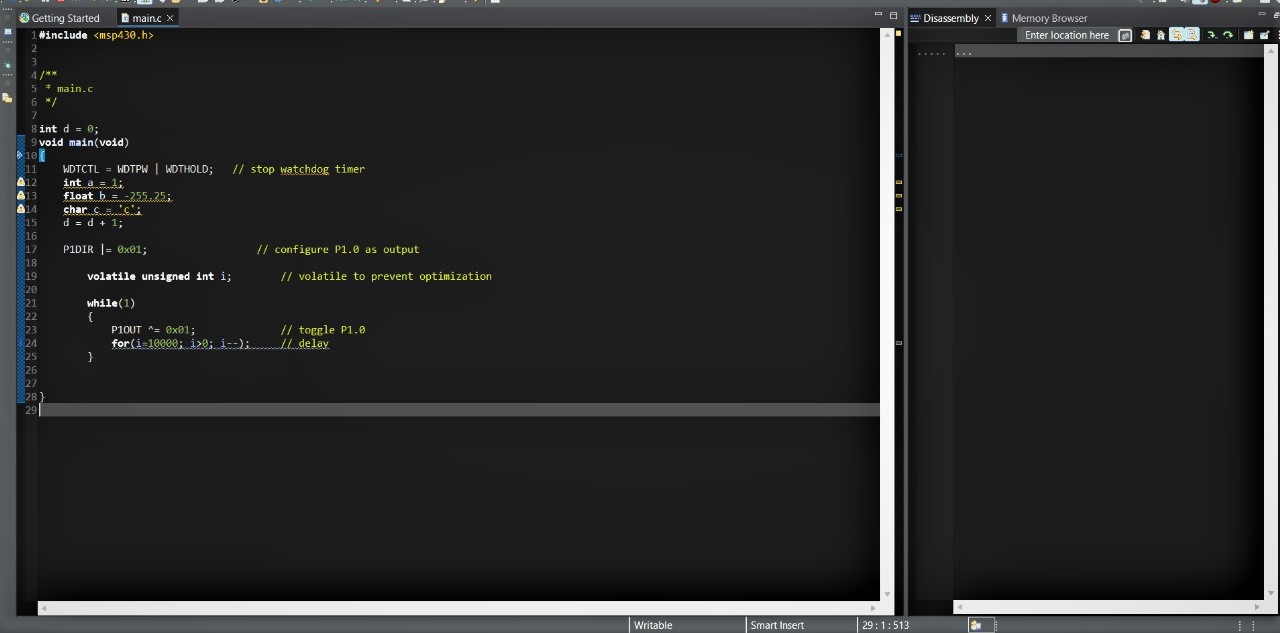 Getting Started
main.c
Disassembly
Memory Browser
Enter location here
1 #include <msp430.h>
2
3
4 /**
5  * main.c
6  */
7
8 int d = 0;
9 void main(void)
10 {
11     WDTCTL = WDTPW | WDTHOLD;   // stop watchdog timer
12     int a = 1;
13     float b = -255.25;
14     char c = 'c';
15     d = d + 1;
16
17     P1DIR |= 0x01;                  // configure P1.0 as output
18
19         volatile unsigned int i;        // volatile to prevent optimization
20
21         while(1)
22         {
23             P1OUT ^= 0x01;              // toggle P1.0
24             for(i=10000; i>0; i--);     // delay
25         }
26
27
28 }
29
...
Writable
Smart Insert
29 : 1 : 513